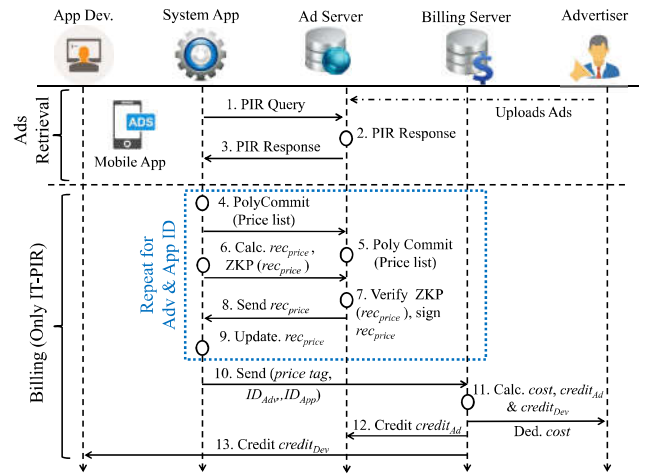 App Dev.
System App
Ad Server
Billing Server
Advertiser
Ads
Retrieval
ADS
Mobile App
1. PIR Query
Uploads Ads
2. PIR Response
3. PIR Response
Billing (Only IT-PIR)
Repeat for
Adv & App ID
4. PolyCommit
(Price list)
5. Poly Commit
(Price list)
6. Calc. rec_price ,
ZKP (rec_price )
7. Verify ZKP
(rec_price ), sign
rec_price
8. Send rec_price
9. Update. rec_price
10. Send (price tag,
ID_Adv,ID_App)
11. Calc. cost, credit_Ad
& credit_Dev
Ded. cost
12. Credit credit_Ad
13. Credit credit_Dev
$